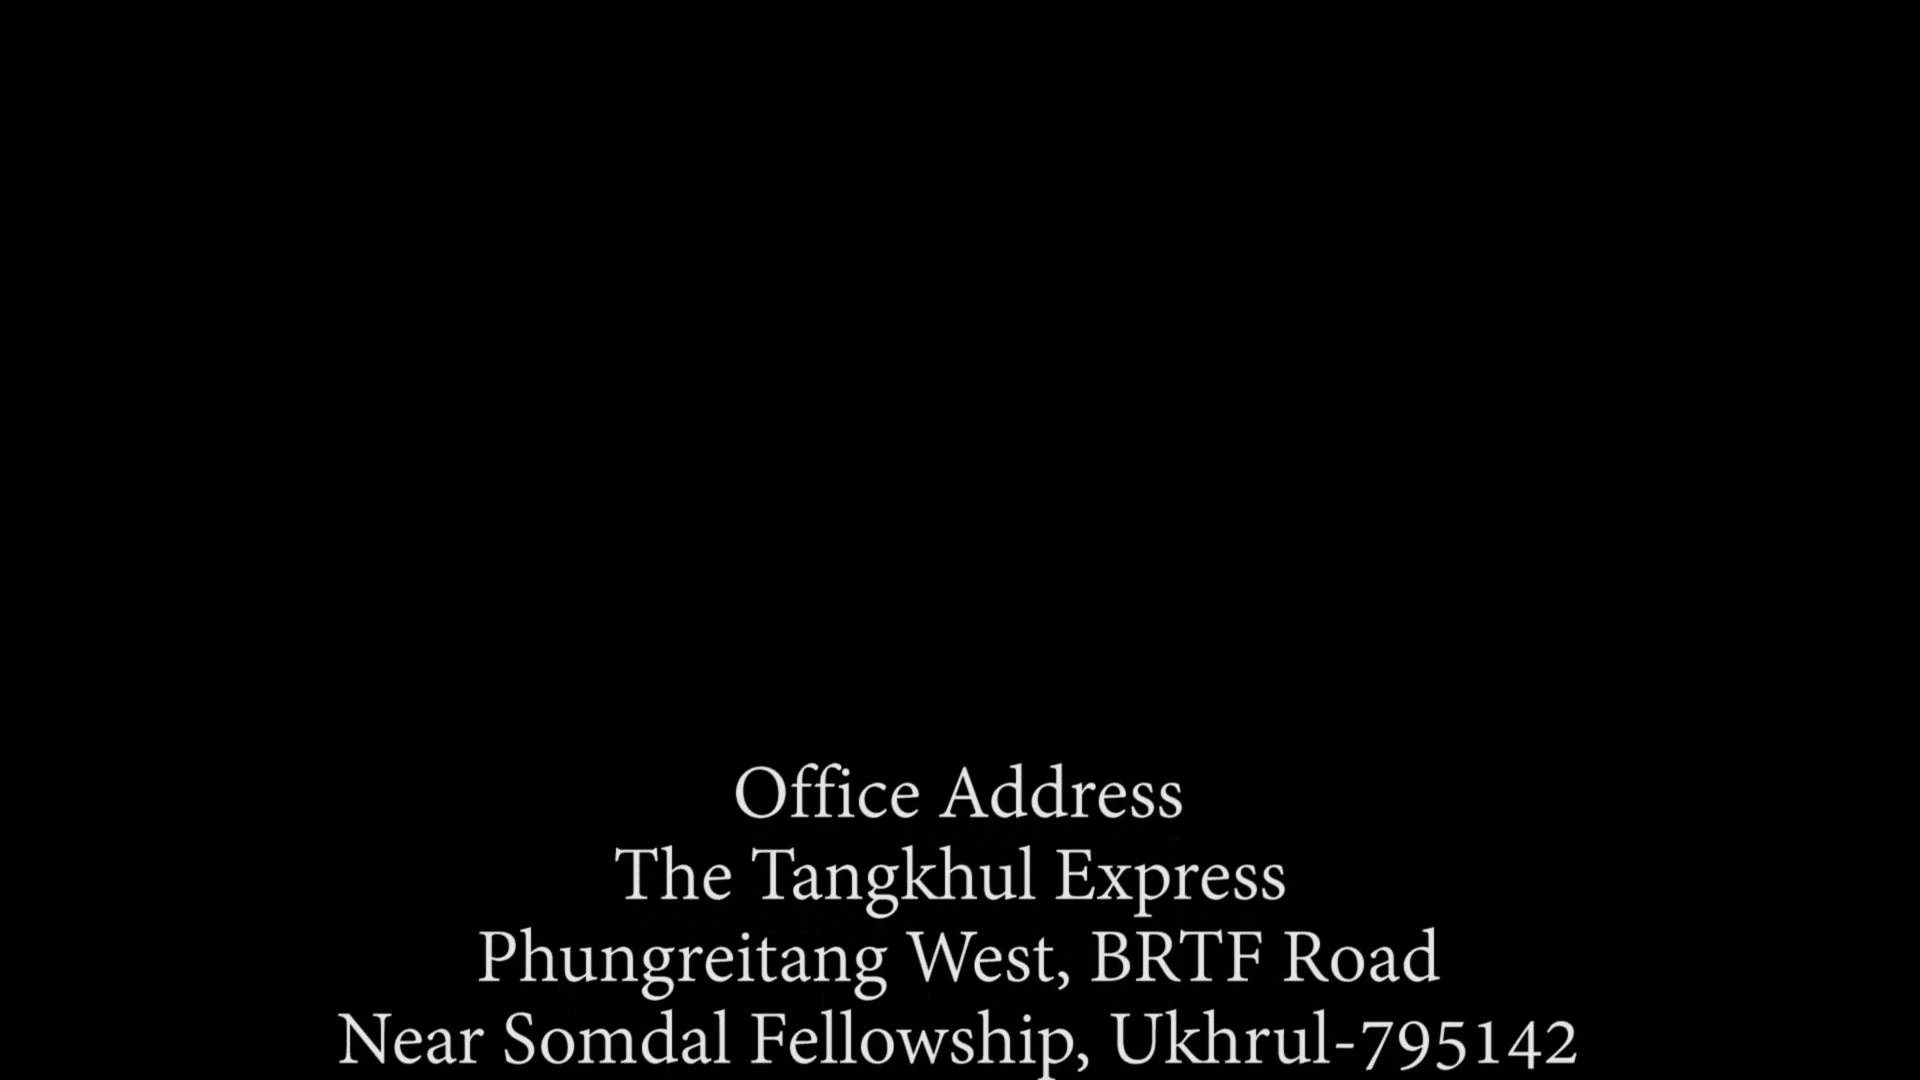 Office Address
The Tangkhul Express
Phungreitang West, BRTF Road
Near Somdal Fellowship, Ukhrul-795142